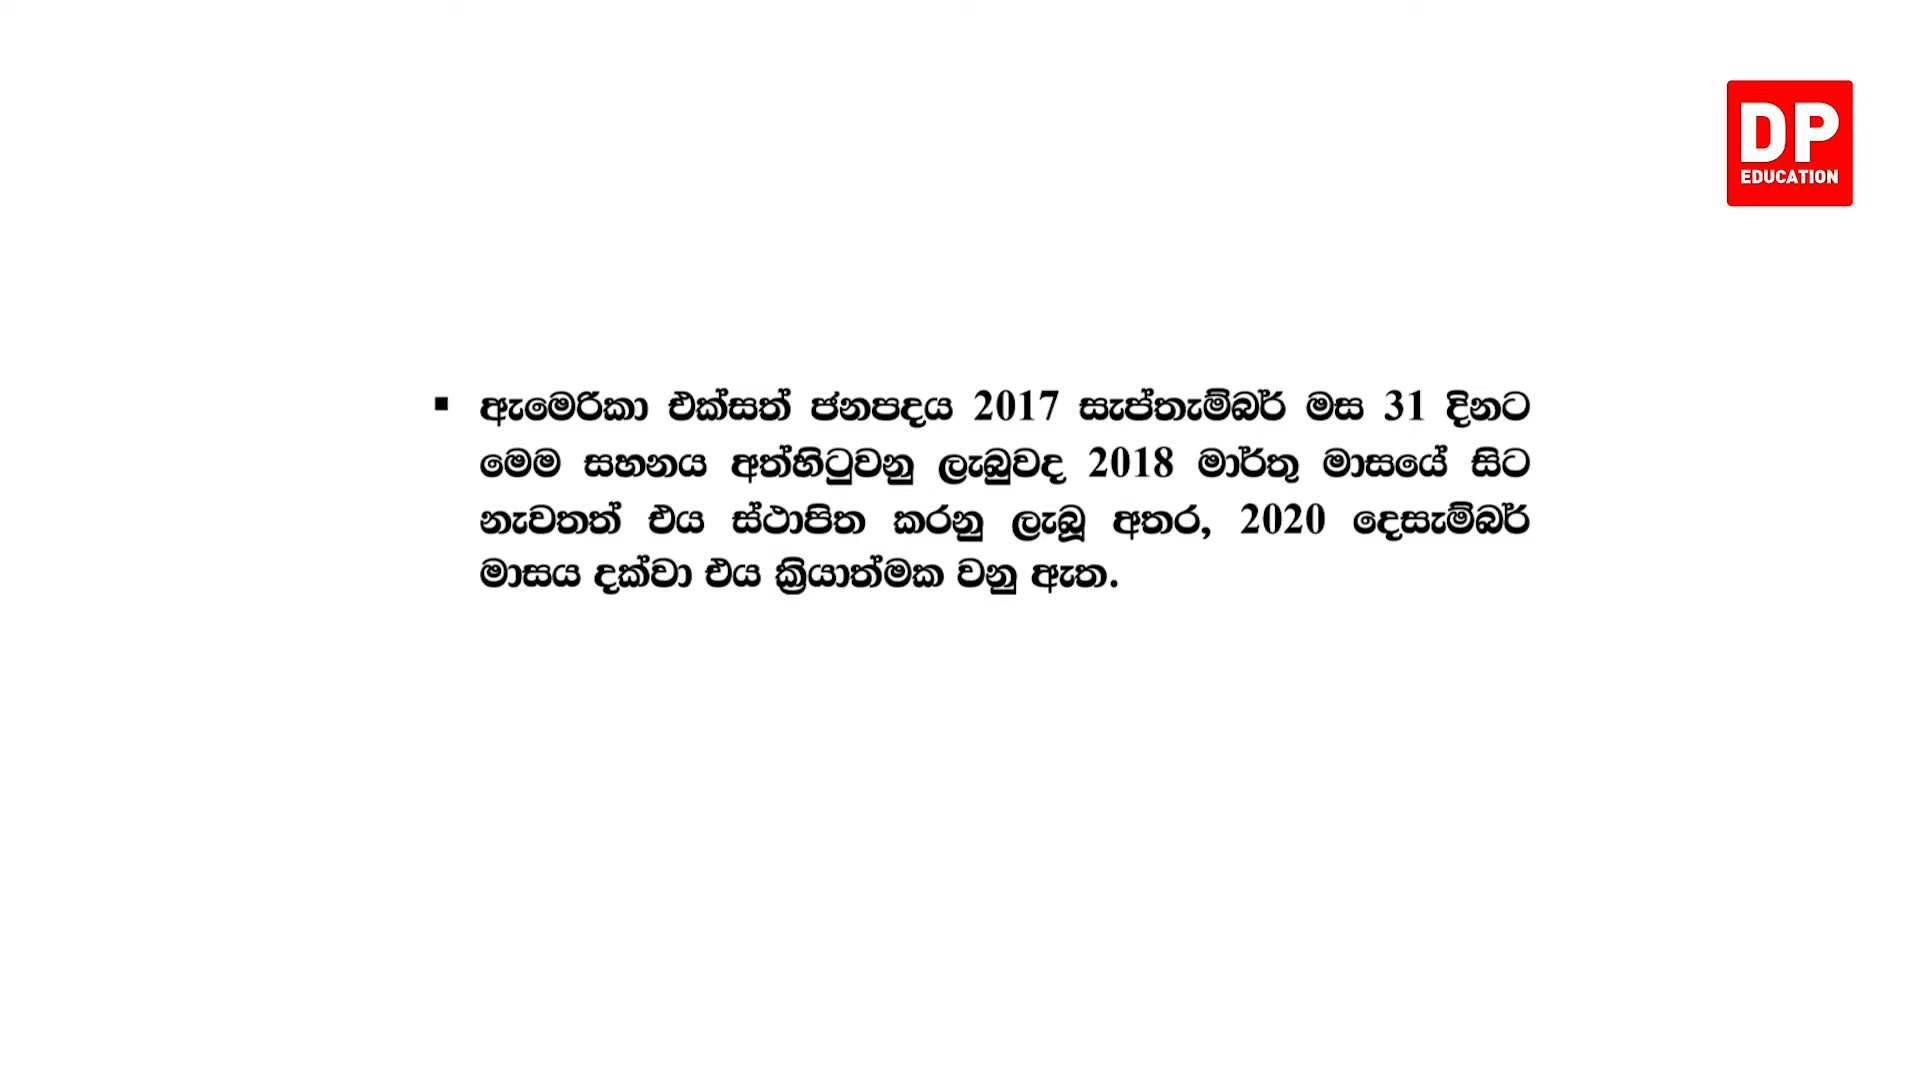 DP
EDUCATION
▪ ඇමෙරිකා එක්සත් ජනපදය 2017 සැප්තැම්බර් මස 31 දිනට
මෙම සහනය අත්හිටුවනු ලැබුවද 2018 මාර්තු මාසයේ සිට
නැවතත් එය ස්ථාපිත කරනු ලැබූ අතර, 2020 දෙසැම්බර්
මාසය දක්වා එය ක්‍රියාත්මක වනු ඇත.